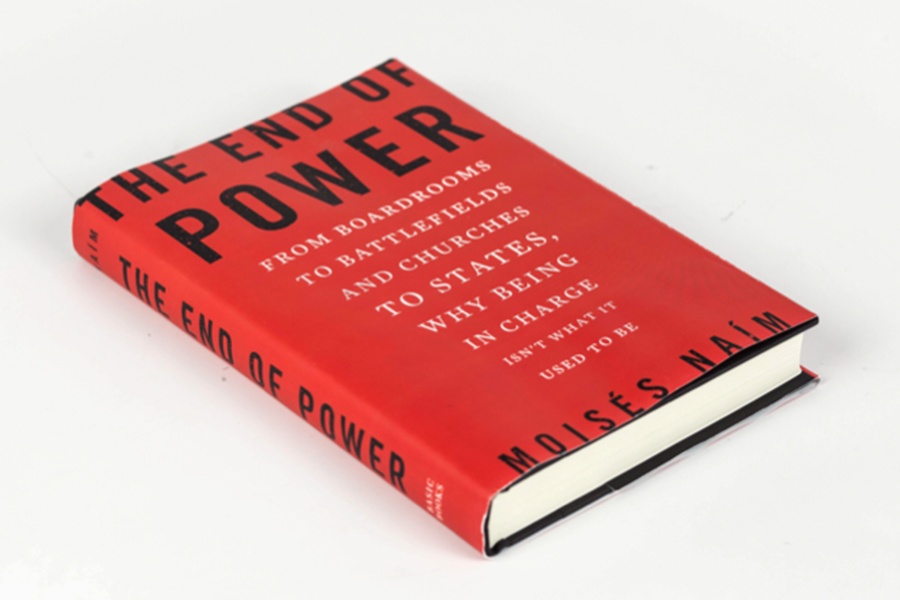 THE END OF
POWER
FROM BOARDROOMS
TO BATTLEFIELDS
AND CHURCHES
TO STATES,
WHY BEING
IN CHARGE
ISN'T WHAT IT
USED TO BE
MOISÉS NAÍM
THE END OF POWER
BASIC
BOOKS